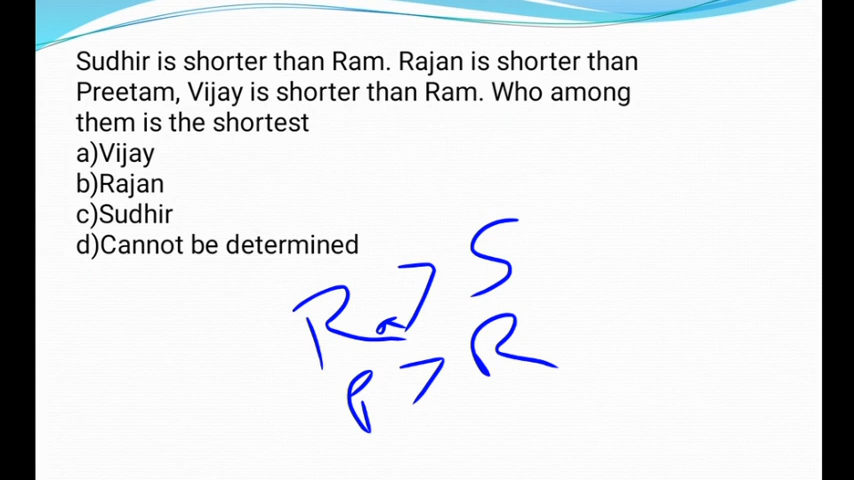 Sudhir is shorter than Ram. Rajan is shorter than
Preetam, Vijay is shorter than Ram. Who among
them is the shortest
a)Vijay
b)Rajan
c)Sudhir
d)Cannot be determined
Ra > S
P > R